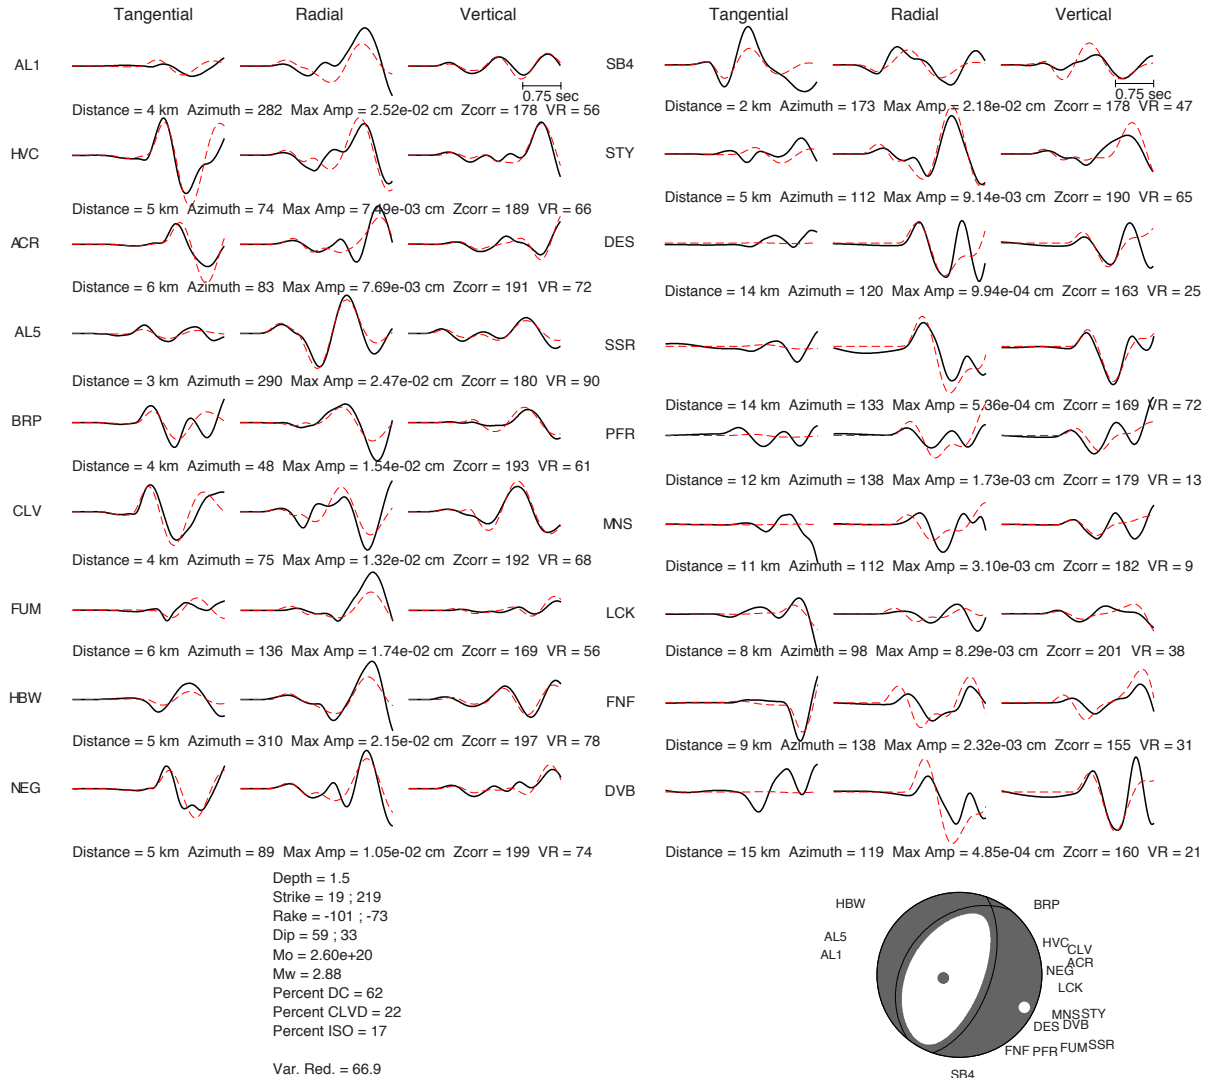 Tangential Radial Vertical
AL1
0.75 sec
Distance = 4 km Azimuth = 282 Max Amp = 2.52e-02 cm Zcorr = 178 VR = 56
HVC
Distance = 5 km Azimuth = 74 Max Amp = 7.49e-03 cm Zcorr = 189 VR = 66
ACR
Distance = 6 km Azimuth = 83 Max Amp = 7.69e-03 cm Zcorr = 191 VR = 72
AL5
Distance = 3 km Azimuth = 290 Max Amp = 2.47e-02 cm Zcorr = 180 VR = 90
BRP
Distance = 4 km Azimuth = 48 Max Amp = 1.54e-02 cm Zcorr = 193 VR = 61
CLV
Distance = 4 km Azimuth = 75 Max Amp = 1.32e-02 cm Zcorr = 192 VR = 68
FUM
Distance = 6 km Azimuth = 136 Max Amp = 1.74e-02 cm Zcorr = 169 VR = 56
HBW
Distance = 5 km Azimuth = 310 Max Amp = 2.15e-02 cm Zcorr = 197 VR = 78
NEG
Distance = 5 km Azimuth = 89 Max Amp = 1.05e-02 cm Zcorr = 199 VR = 74
Tangential Radial Vertical
SB4
0.75 sec
Distance = 2 km Azimuth = 173 Max Amp = 2.18e-02 cm Zcorr = 178 VR = 47
STY
Distance = 5 km Azimuth = 112 Max Amp = 9.14e-03 cm Zcorr = 190 VR = 65
DES
Distance = 14 km Azimuth = 120 Max Amp = 9.94e-04 cm Zcorr = 163 VR = 25
SSR
Distance = 14 km Azimuth = 133 Max Amp = 5.36e-04 cm Zcorr = 169 VR = 72
PFR
Distance = 12 km Azimuth = 138 Max Amp = 1.73e-03 cm Zcorr = 179 VR = 13
MNS
Distance = 11 km Azimuth = 112 Max Amp = 3.10e-03 cm Zcorr = 182 VR = 9
LCK
Distance = 8 km Azimuth = 98 Max Amp = 8.29e-03 cm Zcorr = 201 VR = 38
FNF
Distance = 9 km Azimuth = 138 Max Amp = 2.32e-03 cm Zcorr = 155 VR = 31
DVB
Distance = 15 km Azimuth = 119 Max Amp = 4.85e-04 cm Zcorr = 160 VR = 21
Depth = 1.5
Strike = 19 ; 219
Rake = -101 ; -73
Dip = 59 ; 33
Mo = 2.60e+20
Mw = 2.88
Percent DC = 62
Percent CLVD = 22
Percent ISO = 17
Var. Red. = 66.9
HBW BRP
AL5
HVC
CLV
AL1
ACR
NEG
LCK
MNS STY
DES DVB
FNF PFR FUM SSR
SB4